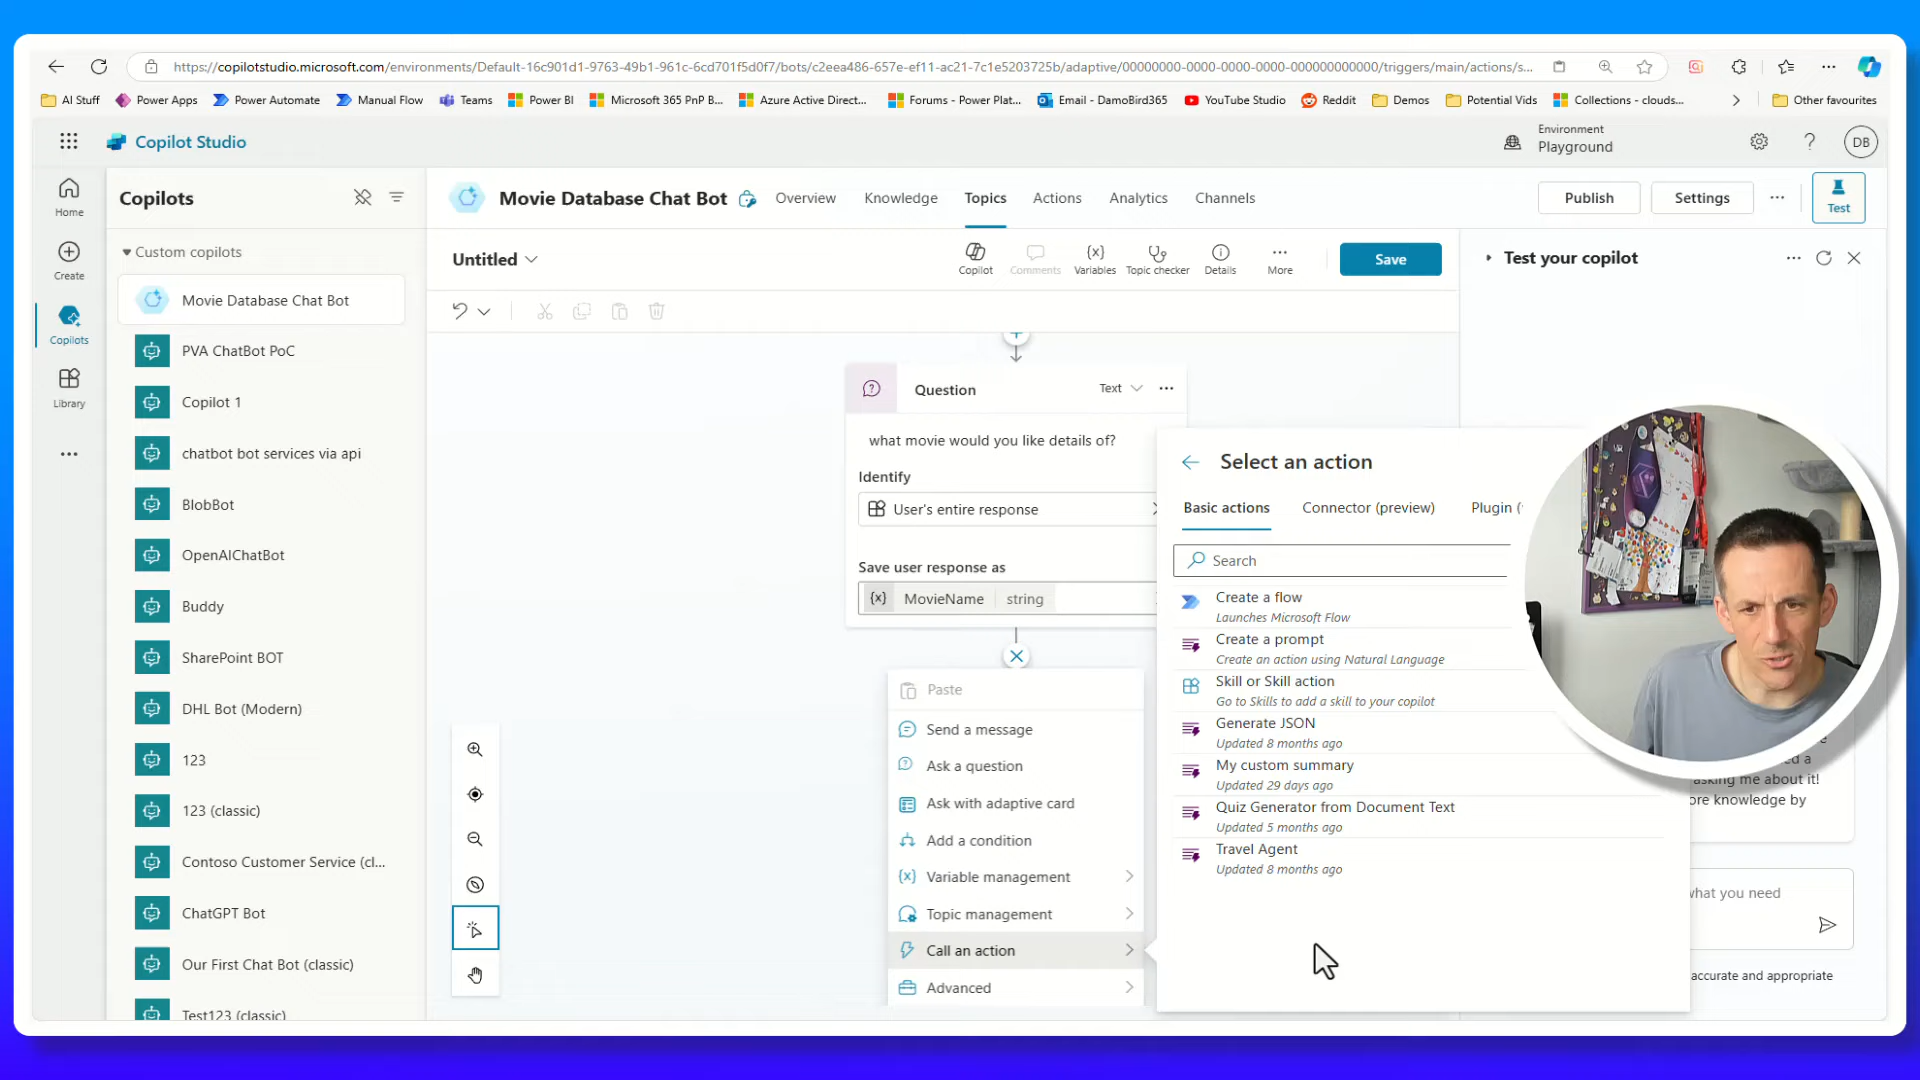 https://copilotstudio.microsoft.com/environments/Default-16c901d1-9763-49b1-961c-6cd701f5d0f7/bots/c2eea486-657e-ef11-ac21-7c1e5203725b/adaptive/00000000-0000-0000-0000-000000000000/triggers/main/actions/s...
AI Stuff
Power Apps
Power Automate
Manual Flow
Teams
Power BI
Microsoft 365 PnP B...
Azure Active Direct...
Forums - Power Plat...
Email - DamoBird365
YouTube Studio
Reddit
Demos
Potential Vids
Collections - clouds...
Other favourites
Copilot Studio
Environment
Playground
DB
Home
Create
Copilots
Library
Copilots
Custom copilots
Movie Database Chat Bot
PVA ChatBot PoC
Copilot 1
chatbot bot services via api
BlobBot
OpenAIChatBot
Buddy
SharePoint BOT
DHL Bot (Modern)
123
123 (classic)
Contoso Customer Service (cl...
ChatGPT Bot
Our First Chat Bot (classic)
Test123 (classic)
Movie Database Chat Bot
Overview
Knowledge
Topics
Actions
Analytics
Channels
Publish
Settings
Test
Untitled
Copilot
Comments
Variables
Topic checker
Details
More
Save
Question
Text
what movie would you like details of?
Identify
User's entire response
Save user response as
{x} MovieName string
Paste
Send a message
Ask a question
Ask with adaptive card
Add a condition
Variable management
Topic management
Call an action
Advanced
Select an action
Basic actions
Connector (preview)
Plugin (
Search
Create a flow
Launches Microsoft Flow
Create a prompt
Create an action using Natural Language
Skill or Skill action
Go to Skills to add a skill to your copilot
Generate JSON
Updated 8 months ago
My custom summary
Updated 29 days ago
Quiz Generator from Document Text
Updated 5 months ago
Travel Agent
Updated 8 months ago
Test your copilot
asking me about it!
ore knowledge by
what you need
accurate and appropriate